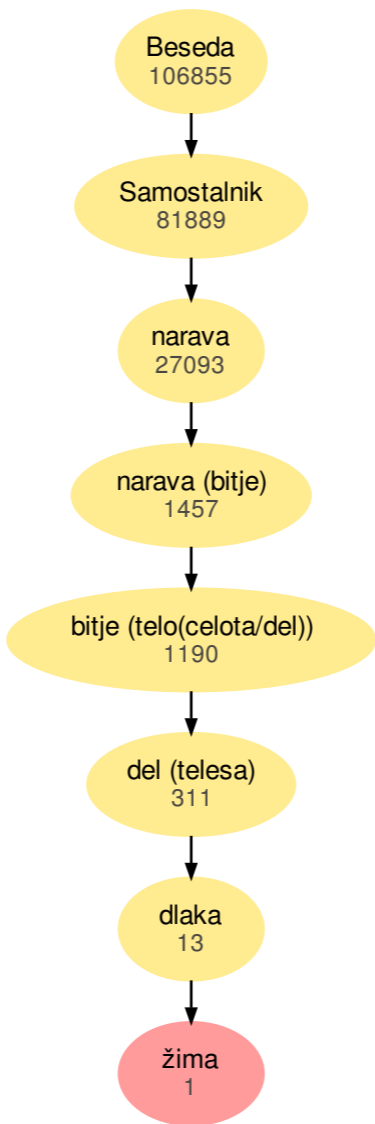 Beseda
106855
Samostalnik
81889
narava
27093
narava (bitje)
1457
bitje (telo(celota/del))
1190
del (telesa)
311
dlaka
13
žima
1